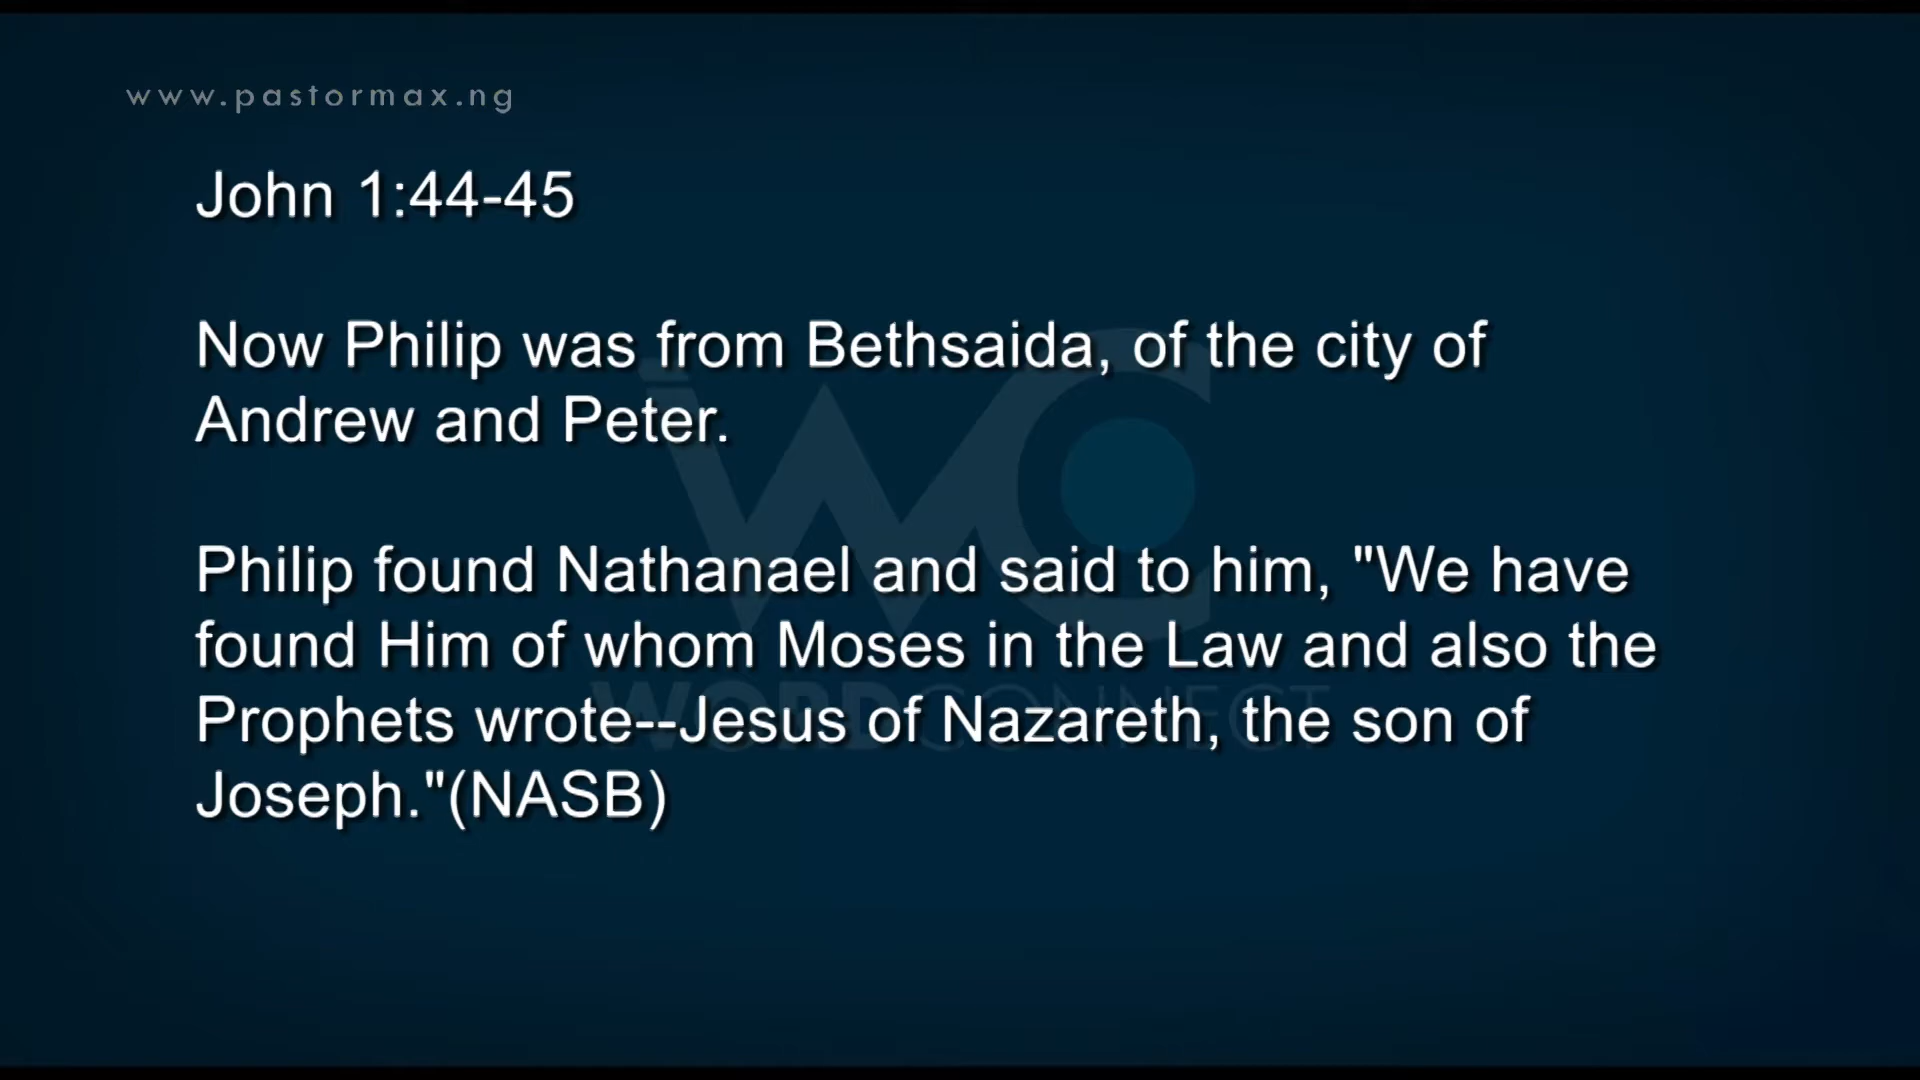 www.pastormax.ng
John 1:44-45
Now Philip was from Bethsaida, of the city of
Andrew and Peter.
Philip found Nathanael and said to him, "We have
found Him of whom Moses in the Law and also the
Prophets wrote--Jesus of Nazareth, the son of
Joseph."(NASB)
WC
WORDCONNECT